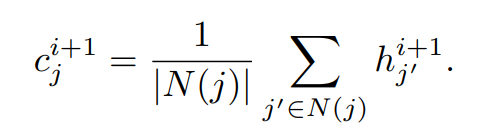 $c_j^{i+1} = \frac{1}{|N(j)|} \sum_{j' \in N(j)} h_{j'}^{i+1}.$